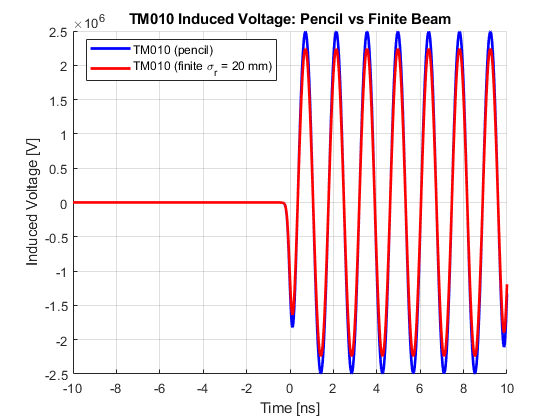 TM010 Induced Voltage: Pencil vs Finite Beam
×10⁶
2.5
2
1.5
1
0.5
0
-0.5
-1
-1.5
-2
-2.5
Induced Voltage [V]
TM010 (pencil)
TM010 (finite σᵣ = 20 mm)
-10 -8 -6 -4 -2 0 2 4 6 8 10
Time [ns]